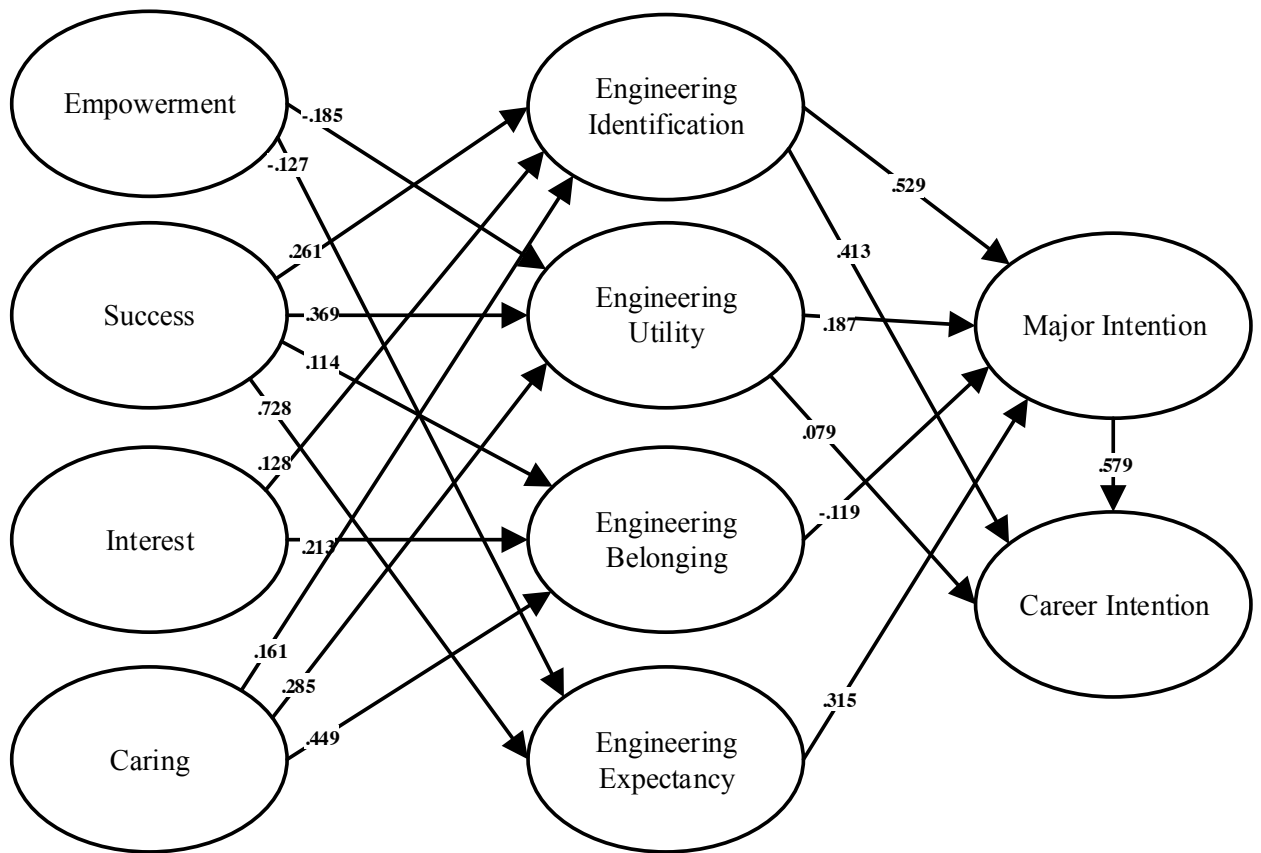 Empowerment
Engineering
Identification
-.185
-.127
.529
.261
.413
Success
.369
Engineering
Utility
.187
Major Intention
.114
.728
.079
.128
.579
Interest
.213
Engineering
Belonging
-.119
Career Intention
.161
.285
.315
.449
Caring
Engineering
Expectancy